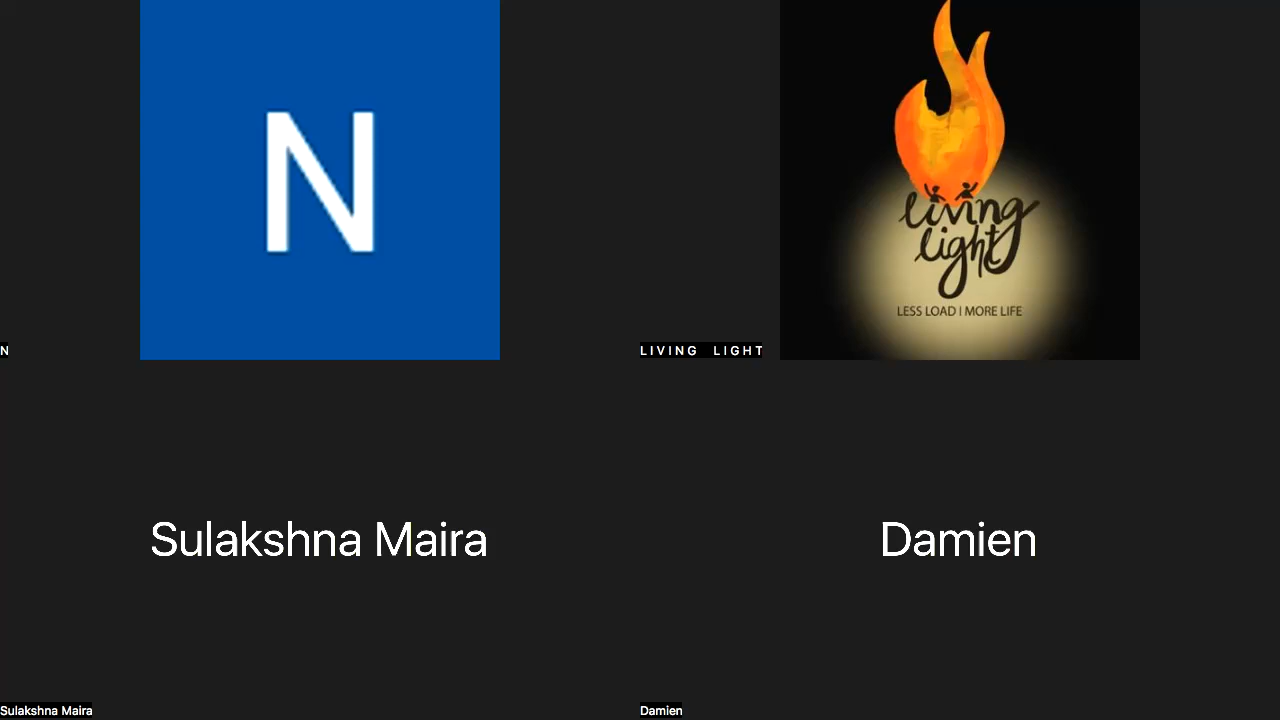 N
N
living
light
LESS LOAD | MORE LIFE
LIVING LIGHT
Sulakshna Maira
Sulakshna Maira
Damien
Damien